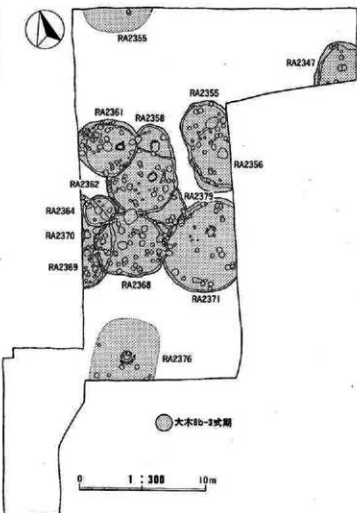 RA2355
RA2347
RA2355
RA2361
RA2358
RA2356
RA2362
RA2379
RA2364
RA2370
RA2369
RA2368
RA2371
RA2376
大木8b-3式期
0 1 : 300 10m